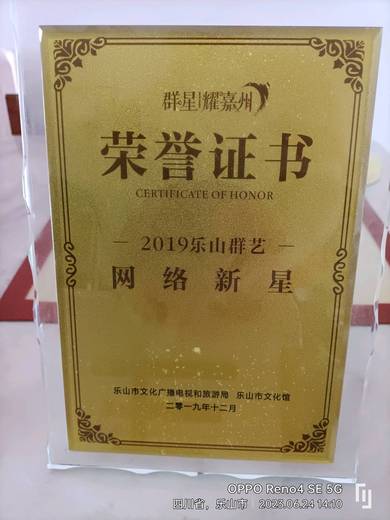 群星耀嘉州
荣誉证书
CERTIFICATE OF HONOR
2019乐山群艺
网络新星
乐山市文化广播电视和旅游局 乐山市文化馆
二零一九年十二月
OPPO Reno4 SE 5G
四川省，乐山市 2023.06.24 14:10